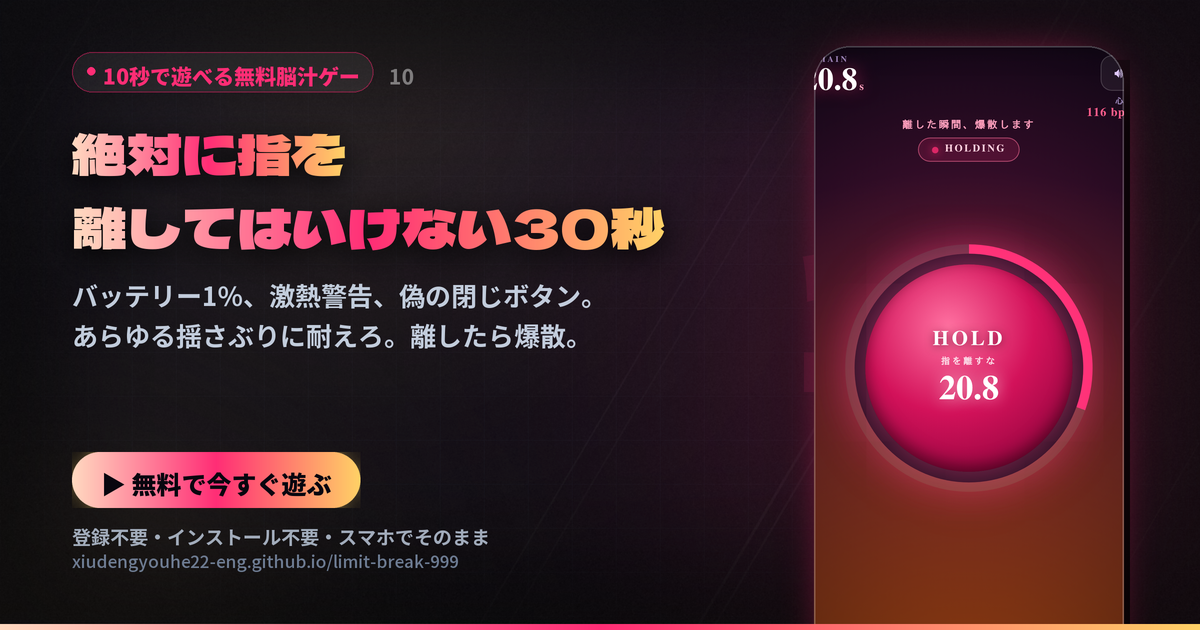 10秒で遊べる無料脳汁ゲー
10
絶対に指を
離してはいけない30秒
バッテリー1%、激熱警告、偽の閉じボタン。
あらゆる揺さぶりに耐えろ。離したら爆散。
▶ 無料で今すぐ遊ぶ
登録不要・インストール不要・スマホでそのまま
xiudengyouhe22-eng.github.io/limit-break-999
20.8s
116 bp
離した瞬間、爆散します
HOLDING
HOLD
指を離すな
20.8